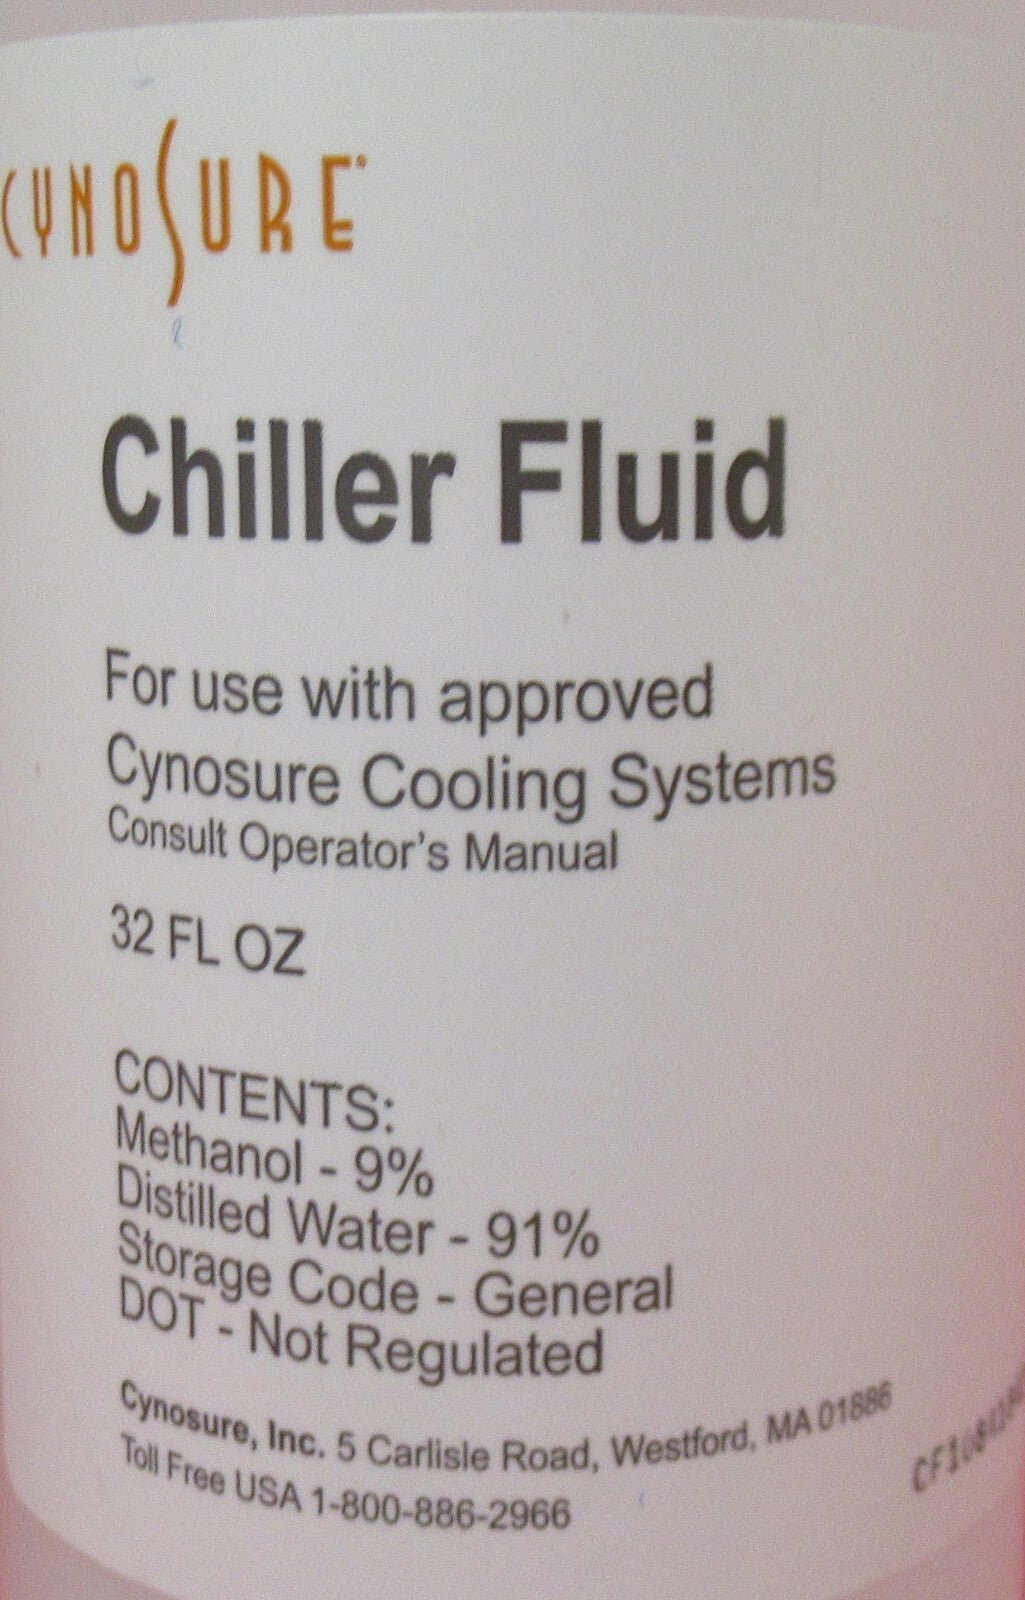 CYNOSURE
Chiller Fluid
For use with approved
Cynosure Cooling Systems
Consult Operator's Manual
32 FL OZ
CONTENTS:
Methanol - 9%
Distilled Water - 91%
Storage Code - General
DOT - Not Regulated
Cynosure, Inc. 5 Carlisle Road, Westford, MA 01886
Toll Free USA 1-800-886-2966